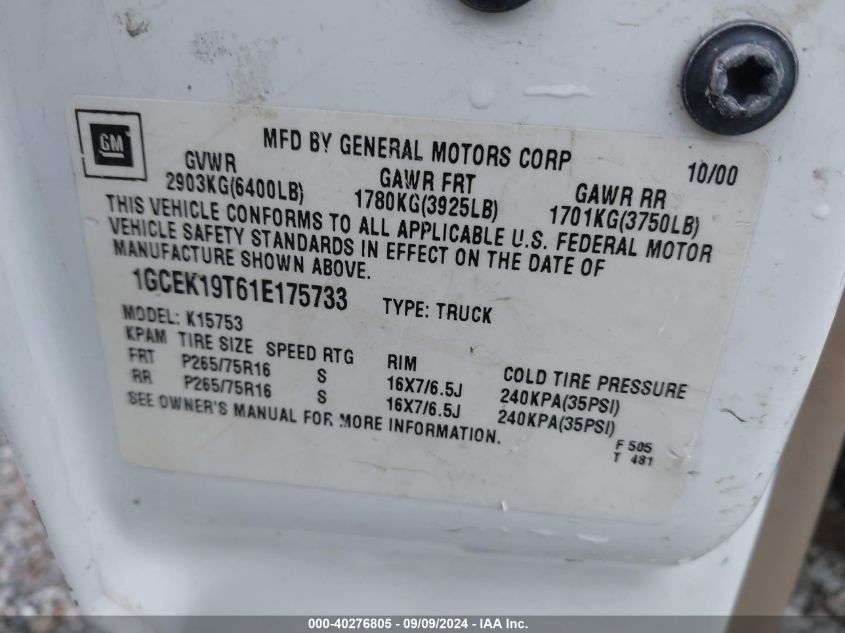 GM
MFD BY GENERAL MOTORS CORP
10/00
GVWR
2903KG(6400LB)
GAWR FRT
1780KG(3925LB)
GAWR RR
1701KG(3750LB)
THIS VEHICLE CONFORMS TO ALL APPLICABLE U.S. FEDERAL MOTOR
VEHICLE SAFETY STANDARDS IN EFFECT ON THE DATE OF
MANUFACTURE SHOWN ABOVE.
1GCEK19T61E175733 TYPE: TRUCK
MODEL: K15753
KPAM TIRE SIZE SPEED RTG RIM COLD TIRE PRESSURE
FRT P265/75R16 S 16X7/6.5J 240KPA(35PSI)
RR P265/75R16 S 16X7/6.5J 240KPA(35PSI)
SEE OWNER'S MANUAL FOR MORE INFORMATION.
F 505
T 481
000-40276805 - 09/09/2024 - IAA Inc.